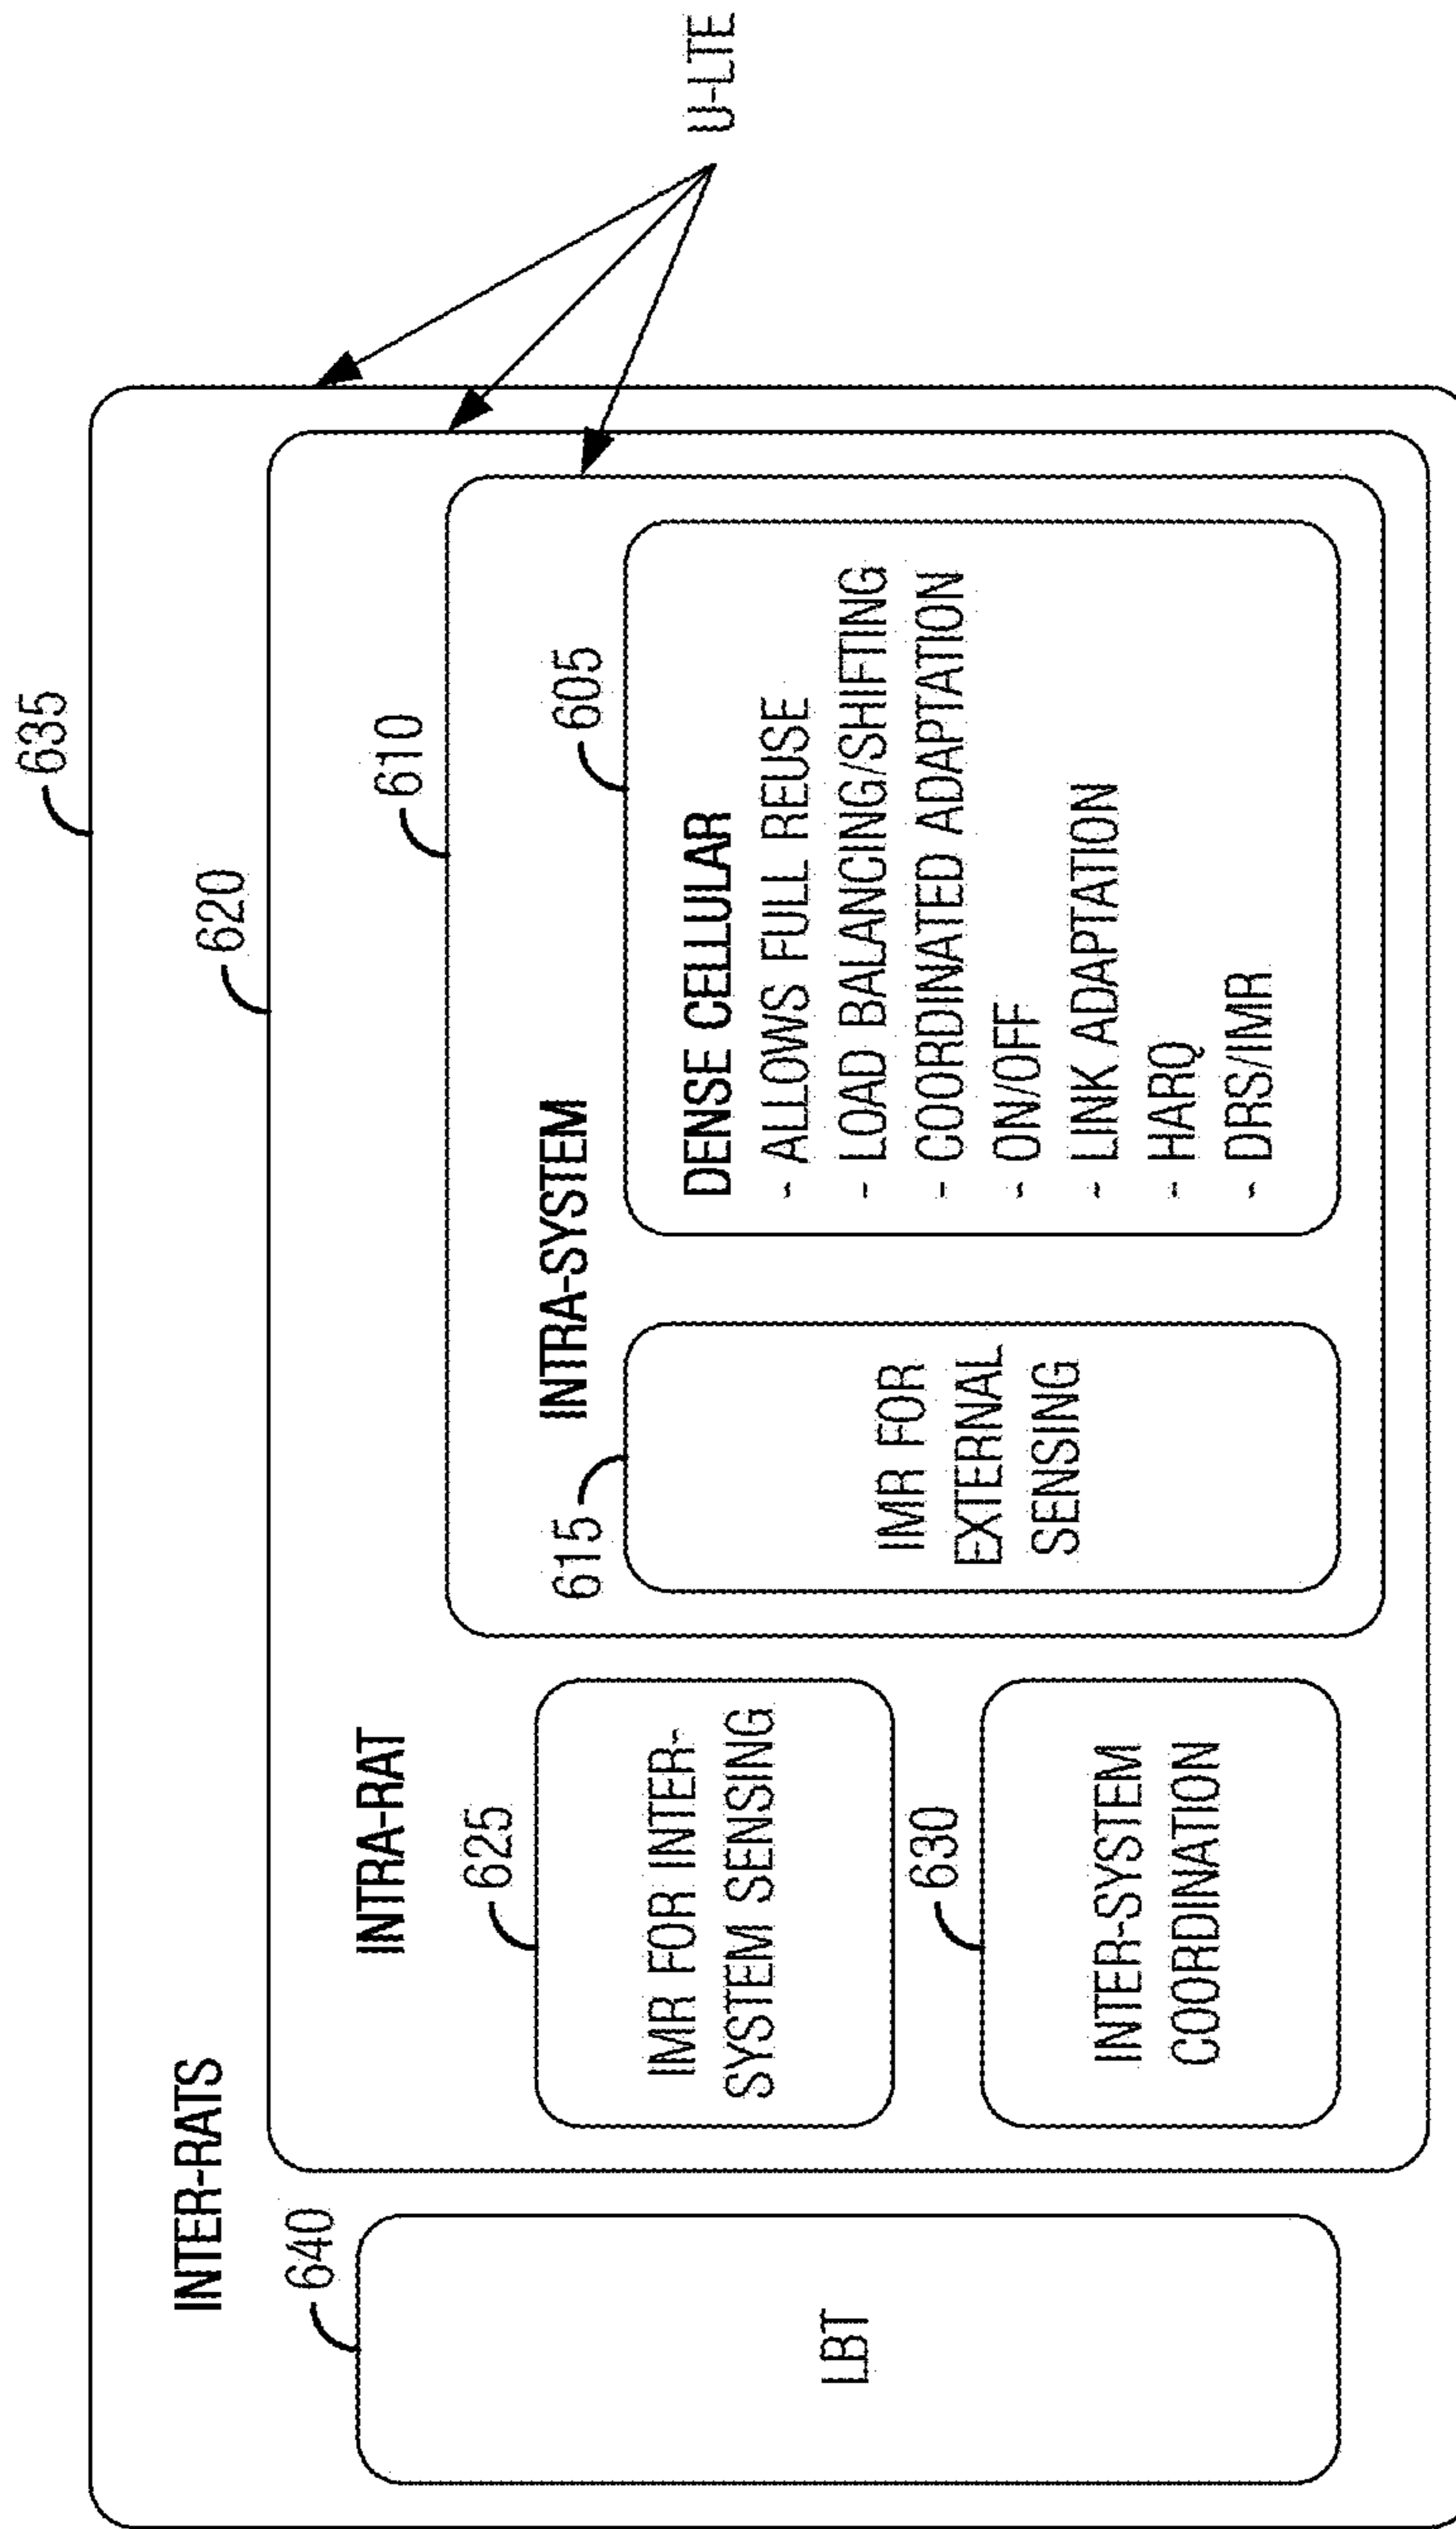 635
INTER-RATS
620
640
INTRA-RAT
610
LBT
625
IMR FOR INTER-
SYSTEM SENSING
630
INTER-SYSTEM
COORDINATION
INTRA-SYSTEM
615
IMR FOR
EXTERNAL
SENSING
605
DENSE CELLULAR
- ALLOWS FULL REUSE
- LOAD BALANCING/SHIFTING
- COORDINATED ADAPTATION
- ON/OFF
- LINK ADAPTATION
- HARQ
- DRS/IMR
U-LTE